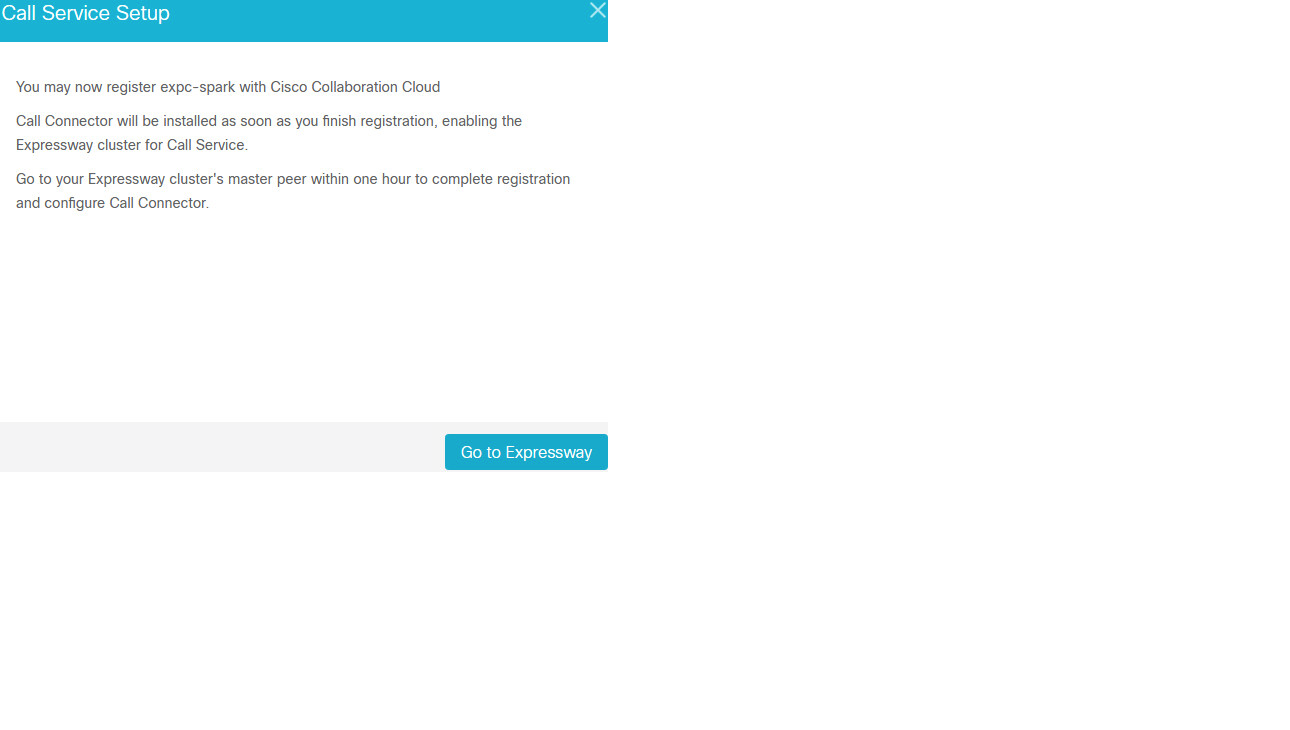 Call Service Setup
You may now register expc-spark with Cisco Collaboration Cloud
Call Connector will be installed as soon as you finish registration, enabling the
Expressway cluster for Call Service.
Go to your Expressway cluster's master peer within one hour to complete registration
and configure Call Connector.
Go to Expressway